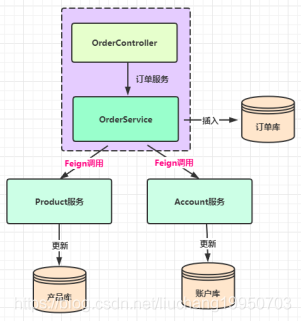 OrderController
订单服务
OrderService
插入
订单库
Feign调用
Feign调用
Product服务
Account服务
更新
更新
产品库
账户库
https://blog.csdn.net/liuchang19950703